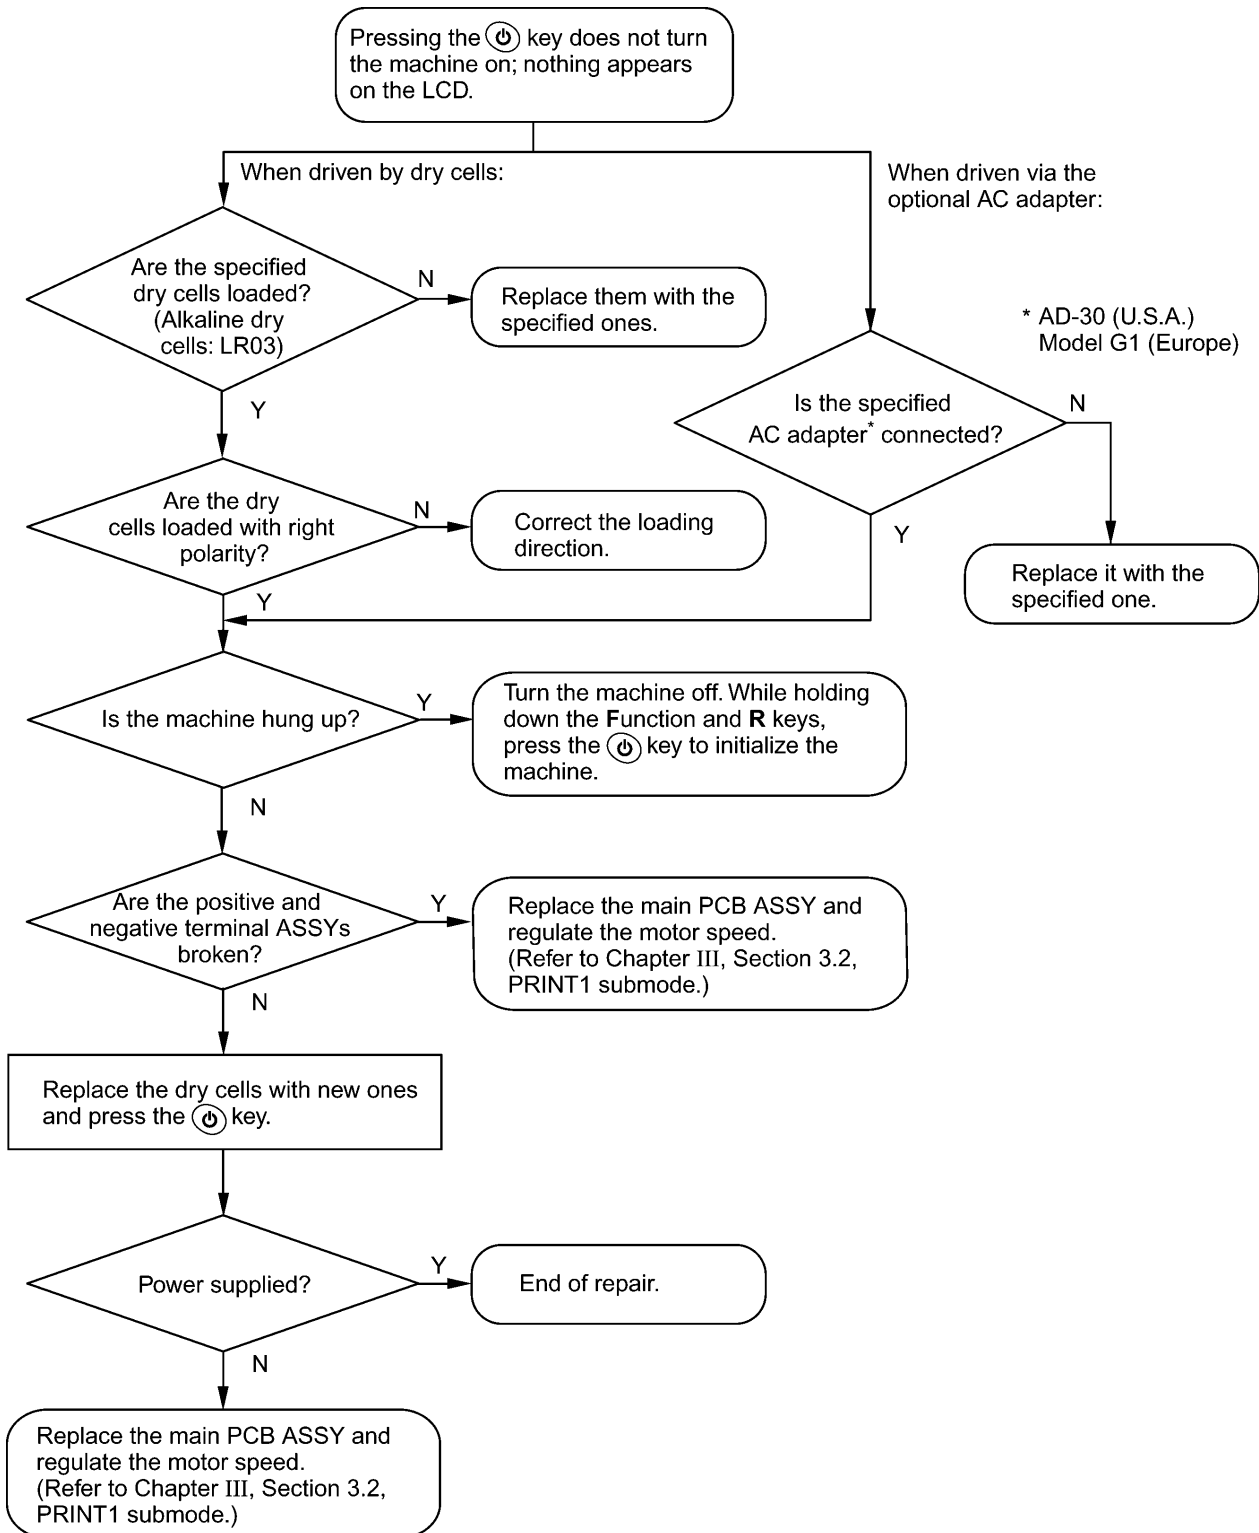 Pressing the key does not turn
the machine on; nothing appears
on the LCD.
When driven by dry cells:
When driven via the
optional AC adapter:
Are the specified
dry cells loaded?
(Alkaline dry
cells: LR03)
N
Replace them with the
specified ones.
* AD-30 (U.S.A.)
Model G1 (Europe)
Y
Is the specified
AC adapter* connected?
N
Are the dry
cells loaded with right
polarity?
N
Correct the loading
direction.
Y
Replace it with the
specified one.
Y
Is the machine hung up?
Y
Turn the machine off. While holding
down the Function and R keys,
press the key to initialize the
machine.
N
Are the positive and
negative terminal ASSYs
broken?
Y
Replace the main PCB ASSY and
regulate the motor speed.
(Refer to Chapter III, Section 3.2,
PRINT1 submode.)
N
Replace the dry cells with new ones
and press the key.
Power supplied?
Y
End of repair.
N
Replace the main PCB ASSY and
regulate the motor speed.
(Refer to Chapter III, Section 3.2,
PRINT1 submode.)